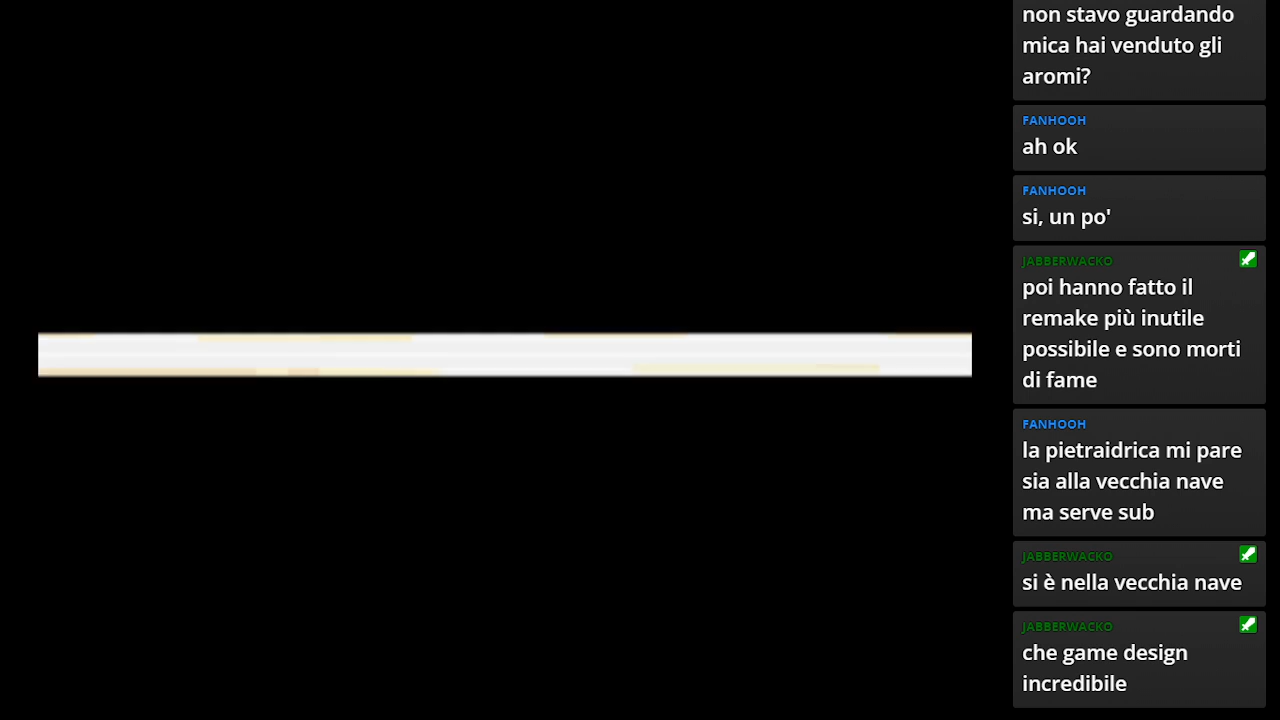 non stavo guardando
mica hai venduto gli
aromi?
FANHOOH
ah ok
FANHOOH
si, un po'
JABBERWACKO
poi hanno fatto il
remake più inutile
possibile e sono morti
di fame
FANHOOH
la pietraidrica mi pare
sia alla vecchia nave
ma serve sub
JABBERWACKO
si è nella vecchia nave
JABBERWACKO
che game design
incredibile